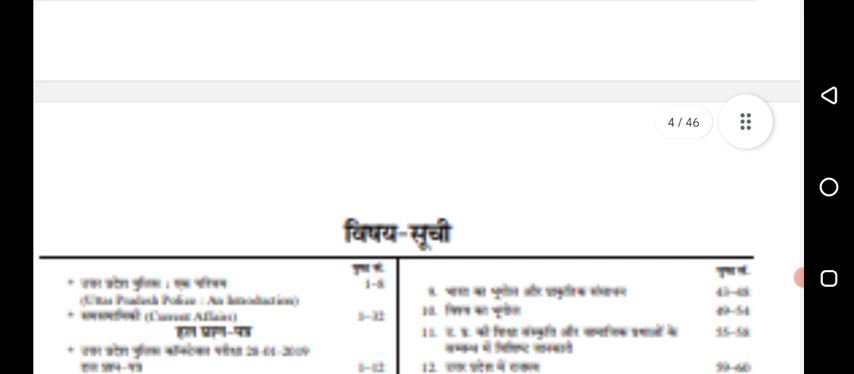 4 / 46
विषय-सूची
पृष्ठ सं.
* उत्तर प्रदेश पुलिस : एक परिचय 1-8
(Uttar Pradesh Police : An Introduction)
* समसामयिकी (Current Affairs) 1-32
हल प्रश्न-पत्र
* उत्तर प्रदेश पुलिस कॉन्स्टेबल परीक्षा 28-01-2019
हल प्रश्न-पत्र 1-12
पृष्ठ सं.
9. भारत का भूगोल और प्राकृतिक संसाधन 43-48
10. विश्व का भूगोल 49-54
11. उ. प्र. की शिक्षा संस्कृति और सामाजिक प्रथाओं के 55-58
सम्बन्ध में विशिष्ट जानकारी
12. उत्तर प्रदेश में राजस्व 59-60